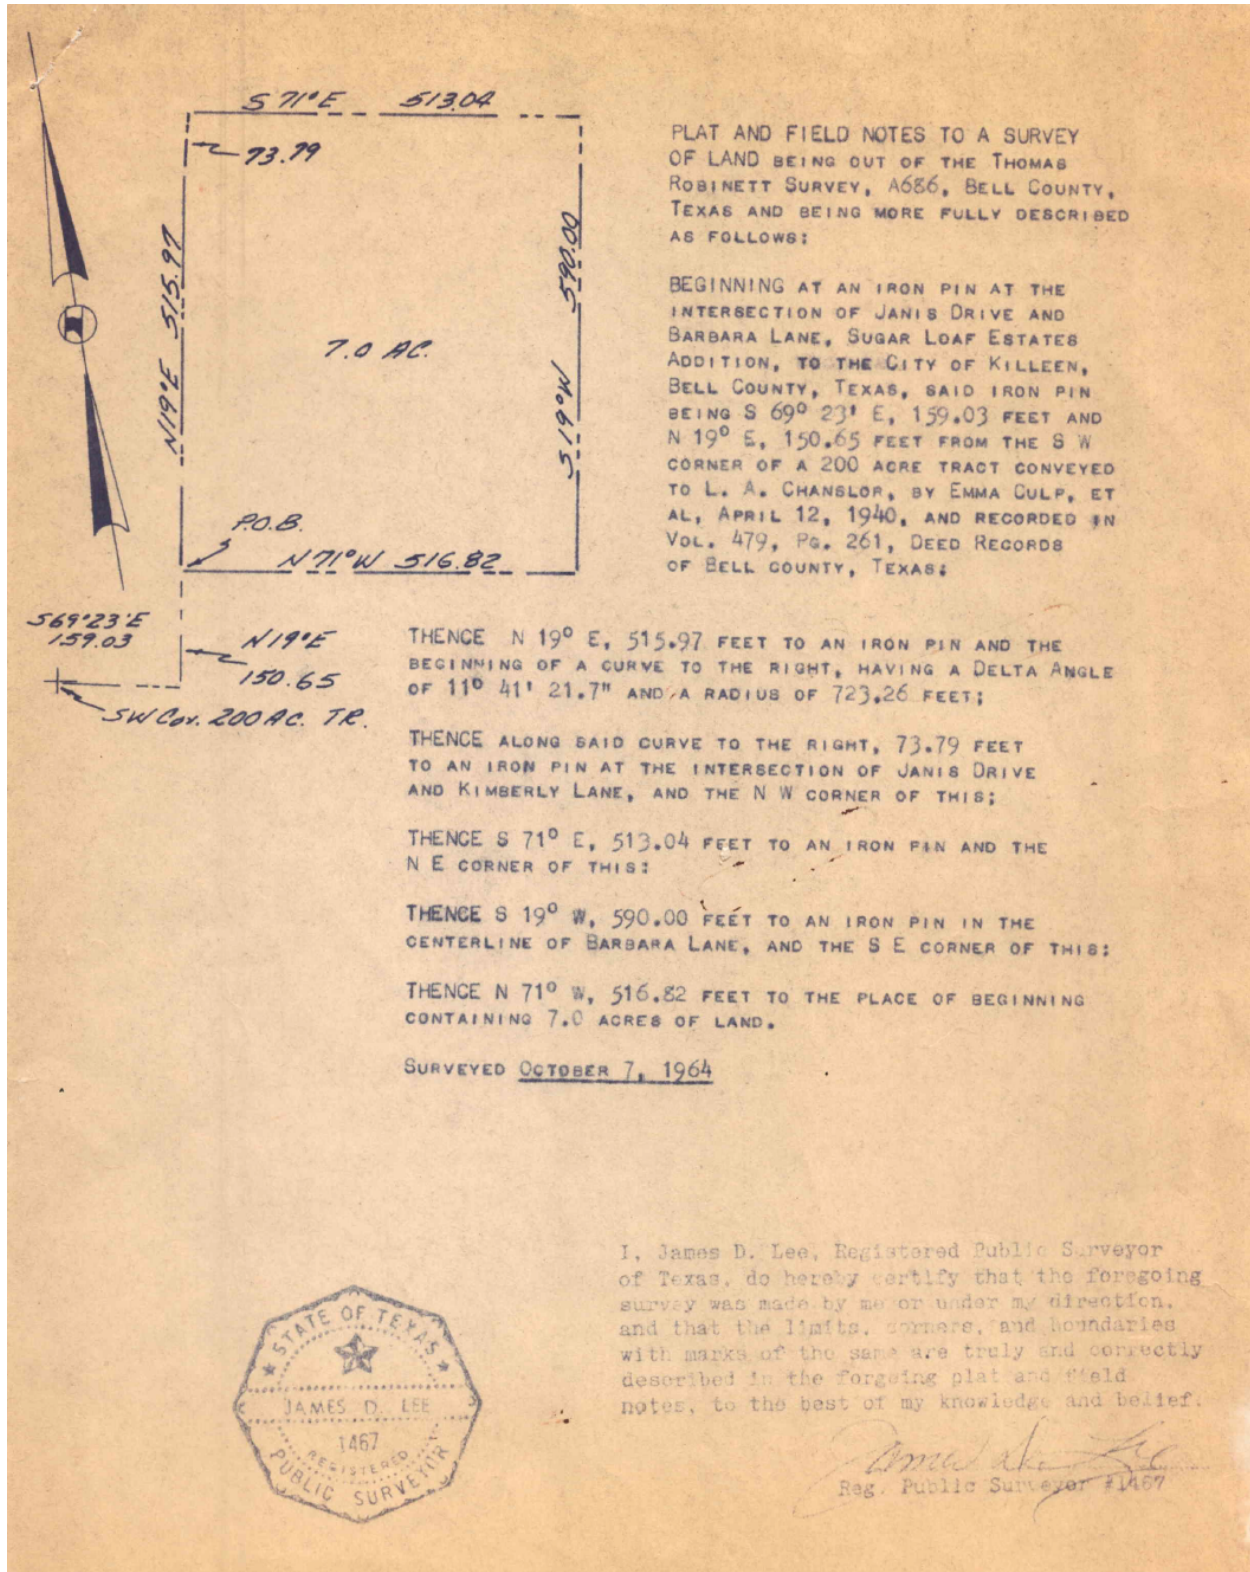 S 71°E 513.04
73.79
N19°E 515.97
S 19°W 590.00
7.0 AC.
P.O.B.
N 71°W 516.82
S69°23'E
159.03
N19°E
150.65
SW Cor. 200 AC. TR.
PLAT AND FIELD NOTES TO A SURVEY
OF LAND BEING OUT OF THE THOMAS
ROBINETT SURVEY, A686, BELL COUNTY,
TEXAS AND BEING MORE FULLY DESCRIBED
AS FOLLOWS:
BEGINNING AT AN IRON PIN AT THE
INTERSECTION OF JANIS DRIVE AND
BARBARA LANE, SUGAR LOAF ESTATES
ADDITION, TO THE CITY OF KILLEEN,
BELL COUNTY, TEXAS, SAID IRON PIN
BEING S 69° 23' E, 159.03 FEET AND
N 19° E, 150.65 FEET FROM THE S W
CORNER OF A 200 ACRE TRACT CONVEYED
TO L. A. CHANSLOR, BY EMMA CULP, ET
AL, APRIL 12, 1940, AND RECORDED IN
VOL. 479, PG. 261, DEED RECORDS
OF BELL COUNTY, TEXAS;
THENCE N 19° E, 515.97 FEET TO AN IRON PIN AND THE
BEGINNING OF A CURVE TO THE RIGHT, HAVING A DELTA ANGLE
OF 11° 41' 21.7" AND A RADIUS OF 723.26 FEET;
THENCE ALONG SAID CURVE TO THE RIGHT, 73.79 FEET
TO AN IRON PIN AT THE INTERSECTION OF JANIS DRIVE
AND KIMBERLY LANE, AND THE N W CORNER OF THIS;
THENCE S 71° E, 513.04 FEET TO AN IRON PIN AND THE
N E CORNER OF THIS:
THENCE S 19° W, 590.00 FEET TO AN IRON PIN IN THE
CENTERLINE OF BARBARA LANE, AND THE S E CORNER OF THIS:
THENCE N 71° W, 516.82 FEET TO THE PLACE OF BEGINNING
CONTAINING 7.0 ACRES OF LAND.
SURVEYED OCTOBER 7, 1964
I, James D. Lee, Registered Public Surveyor
of Texas, do hereby certify that the foregoing
survey was made by me or under my direction,
and that the limits, corners, and boundaries
with marks of the same are truly and correctly
described in the forgoing plat and field
notes, to the best of my knowledge and belief.
James D. Lee
Reg. Public Surveyor #1467
STATE OF TEXAS
JAMES D. LEE
1467
REGISTERED
PUBLIC SURVEYOR